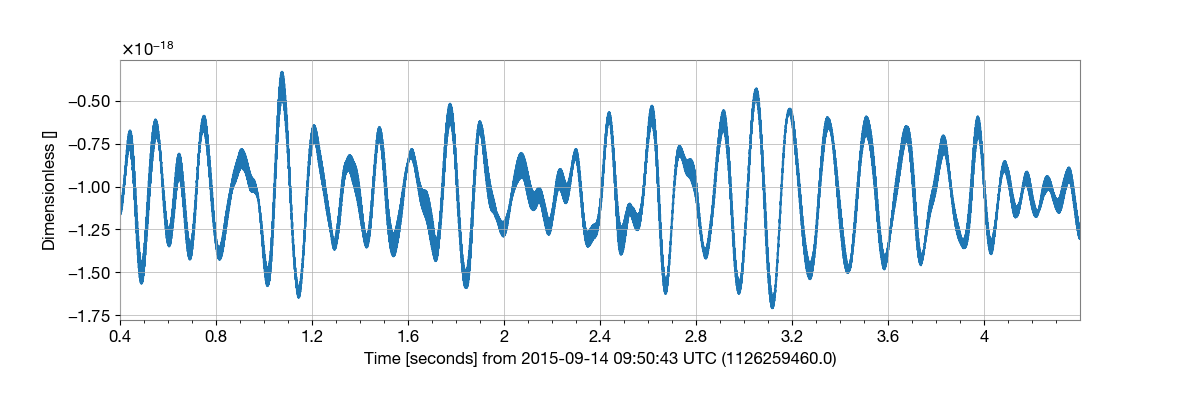 ×10⁻¹⁸
−0.50
−0.75
−1.00
−1.25
−1.50
−1.75
Dimensionless []
0.4 0.8 1.2 1.6 2 2.4 2.8 3.2 3.6 4
Time [seconds] from 2015-09-14 09:50:43 UTC (1126259460.0)